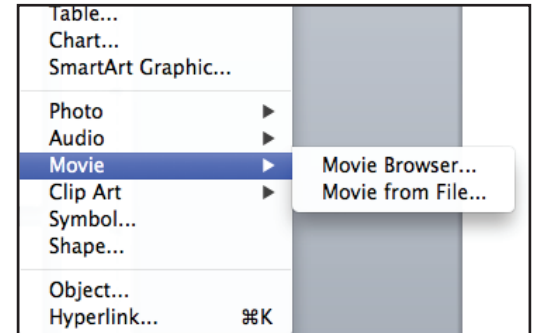 Table...
Chart...
SmartArt Graphic...
Photo ▶
Audio ▶
Movie ▶
Movie Browser...
Clip Art ▶
Movie from File...
Symbol...
Shape...
Object...
Hyperlink... ⌘K